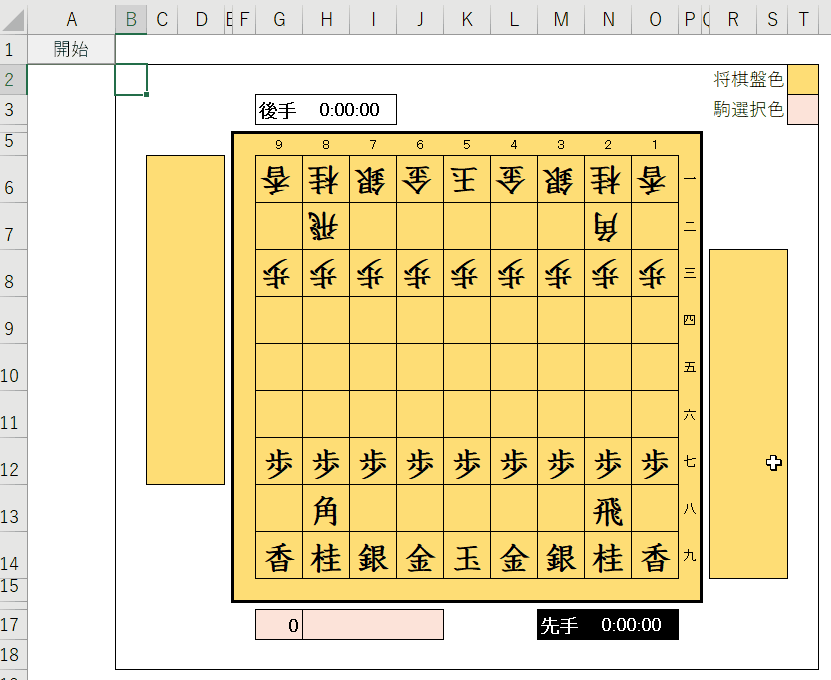 A B C D E F G H I J K L M N O P Q R S T
1 開始
2 将棋盤色
3 後手 0:00:00 駒選択色
5 9 8 7 6 5 4 3 2 1
6 香 桂 銀 金 王 金 銀 桂 香 一
7 飛 角 二
8 歩 歩 歩 歩 歩 歩 歩 歩 歩 三
9 四
10 五
11 六
12 歩 歩 歩 歩 歩 歩 歩 歩 歩 七
13 角 飛 八
14 香 桂 銀 金 玉 金 銀 桂 香 九
15
17 0 先手 0:00:00
18